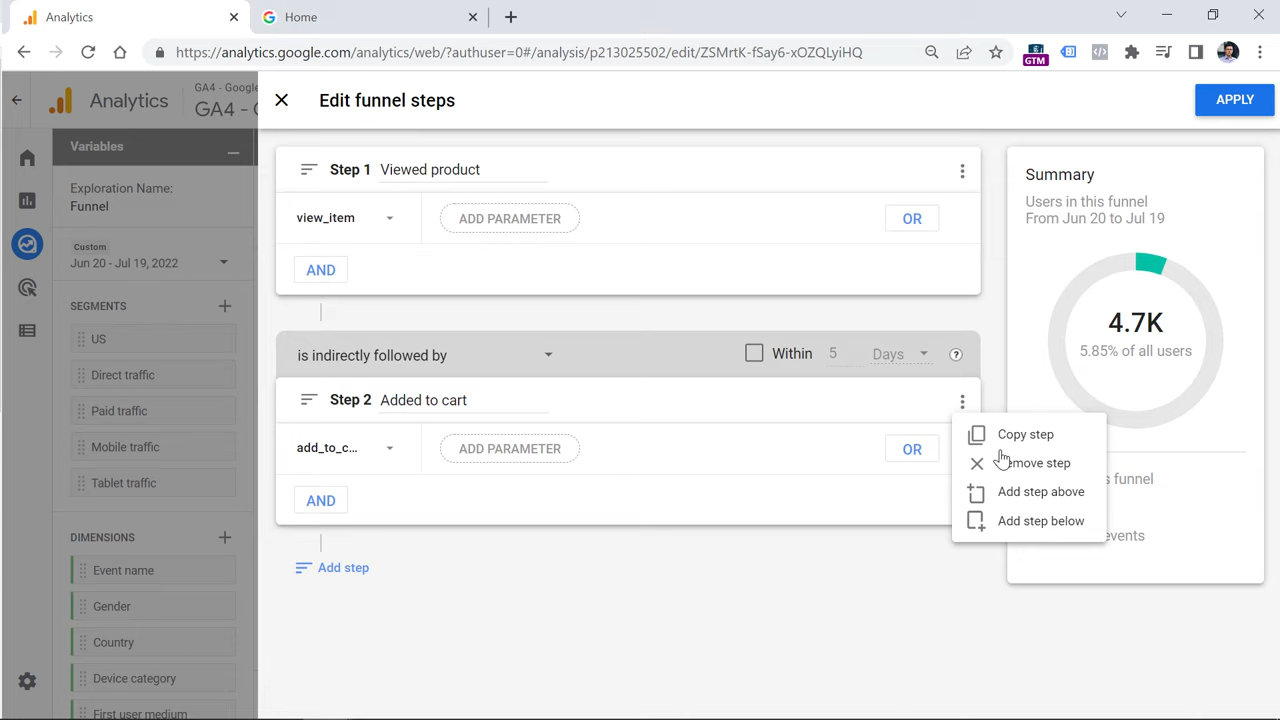 Analytics
Home
https://analytics.google.com/analytics/web/?authuser=0#/analysis/p213025502/edit/ZSMrtK-fSay6-xOZQLyiHQ
GTM
Analytics
GA4 - Google
GA4 - G
Edit funnel steps
APPLY
Variables
Exploration Name:
Funnel
Custom
Jun 20 - Jul 19, 2022
SEGMENTS
US
Direct traffic
Paid traffic
Mobile traffic
Tablet traffic
DIMENSIONS
Event name
Gender
Country
Device category
First user medium
Step 1 Viewed product
view_item
ADD PARAMETER
OR
AND
is indirectly followed by
Within 5 Days
Step 2 Added to cart
add_to_c...
ADD PARAMETER
OR
AND
Add step
Copy step
Remove step
Add step above
Add step below
Summary
Users in this funnel
From Jun 20 to Jul 19
4.7K
5.85% of all users
s funnel
events